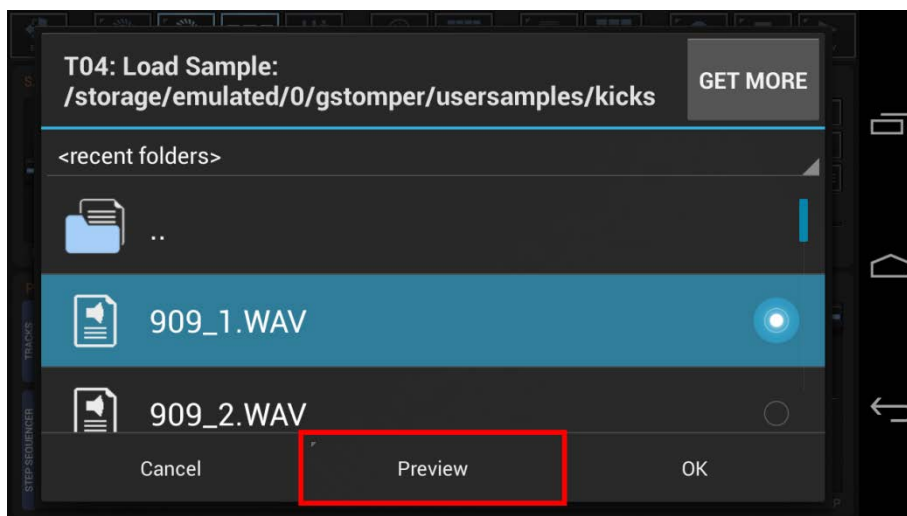 T04: Load Sample:
/storage/emulated/0/gstomper/usersamples/kicks
GET MORE
<recent folders>
..
909_1.WAV
909_2.WAV
Cancel
Preview
OK
TRACKS
STEP SEQUENCER